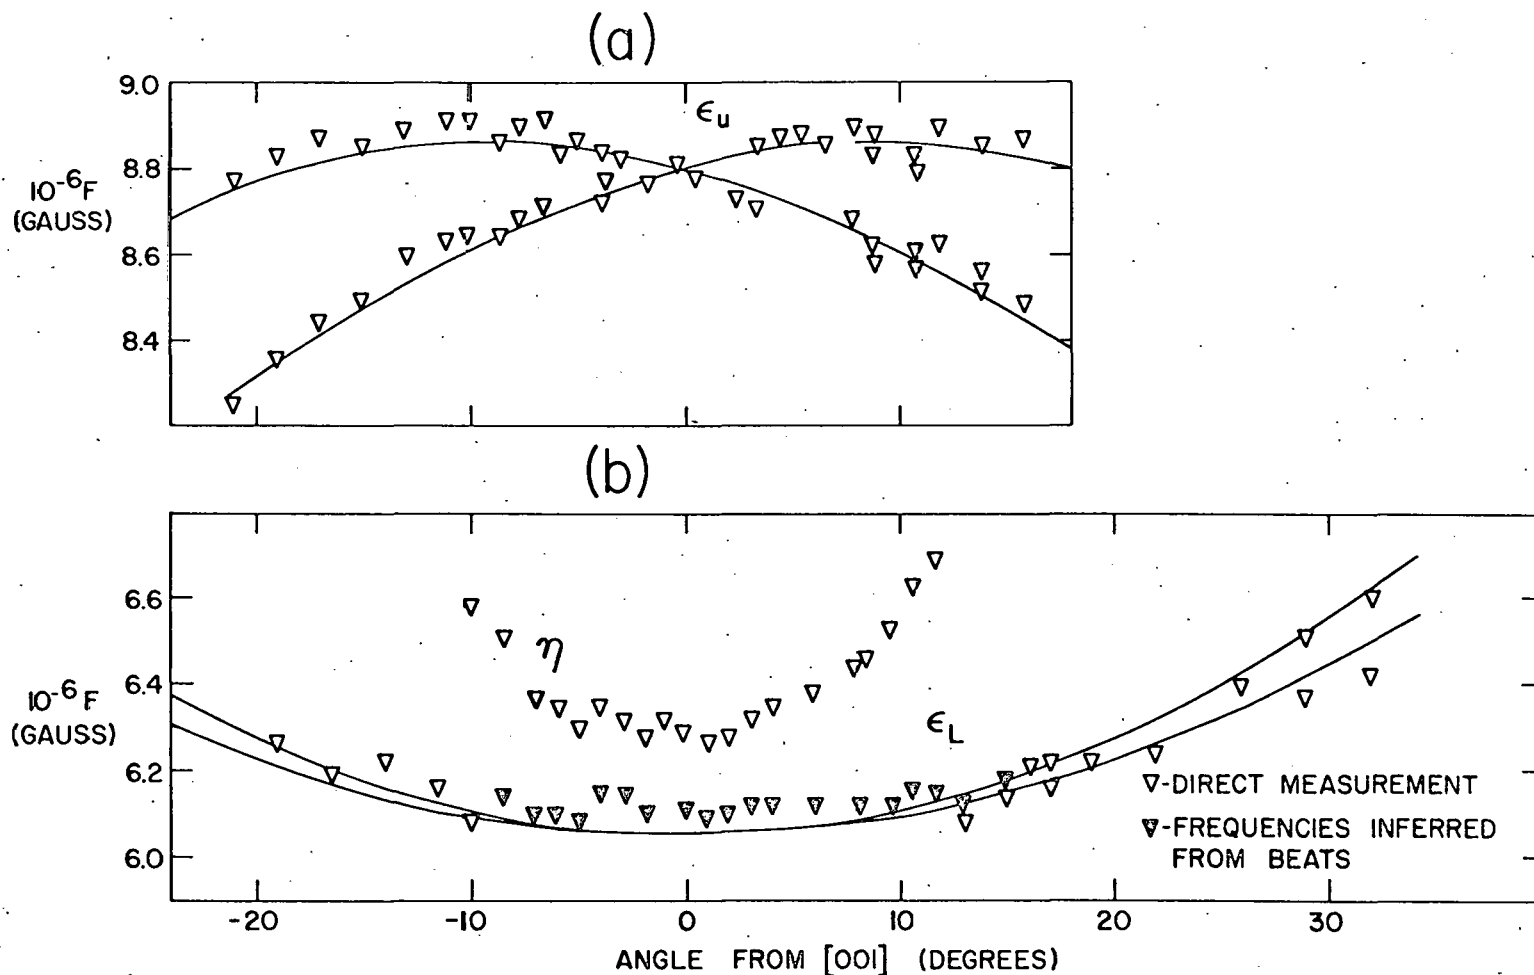 (a)
9.0
8.8
8.6
8.4
10⁻⁶F
(GAUSS)
ϵu
(b)
6.6
6.4
6.2
6.0
10⁻⁶F
(GAUSS)
η
ϵL
▽-DIRECT MEASUREMENT
▽-FREQUENCIES INFERRED
FROM BEATS
-20 -10 0 10 20 30
ANGLE FROM [001] (DEGREES)